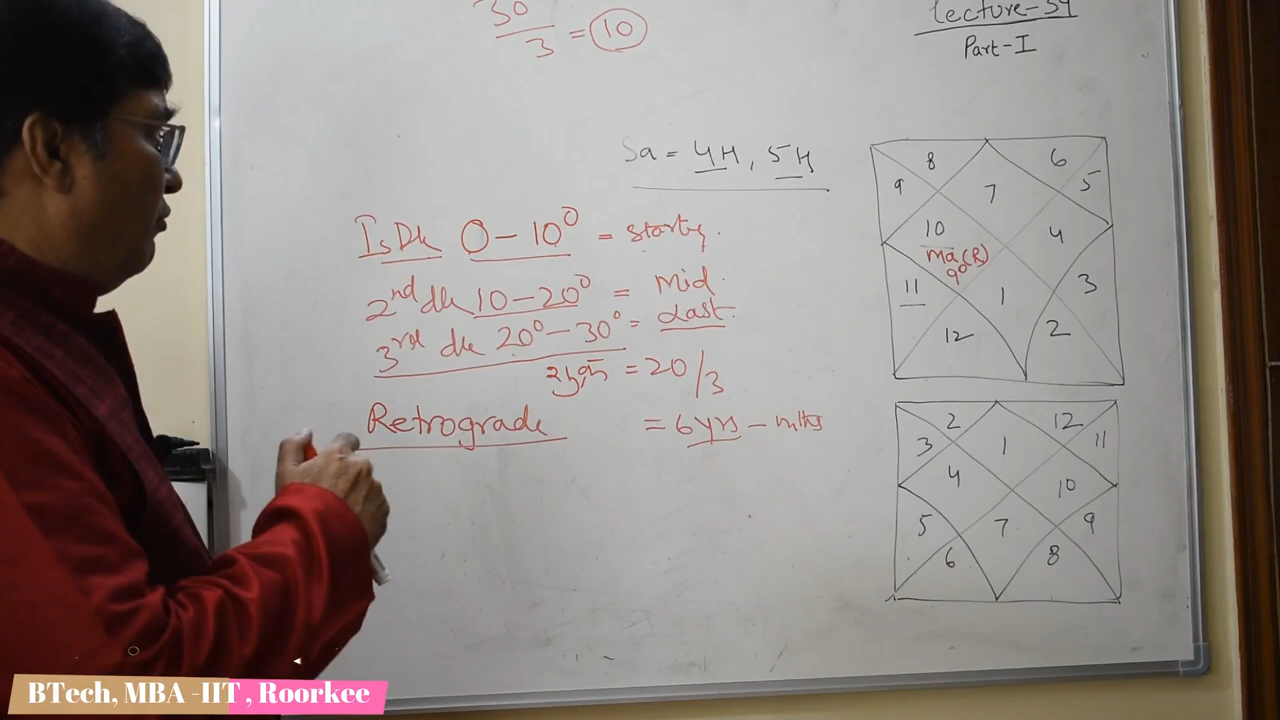 30/3 = 10
Lecture-39
Part-I
Sa = 4H, 5H
Ist Dk 0-10° = starting.
2nd dk 10-20° = Mid.
3rd dk 20°-30° = Last.
शुक्र = 20/3
Retrograde = 6yrs - mths
8 6
9 7 5
10 4
Ma(R)
9°
11 1 3
12 2
2 12
3 1 11
4 10
5 7 9
6 8
BTech, MBA -IIT , Roorkee